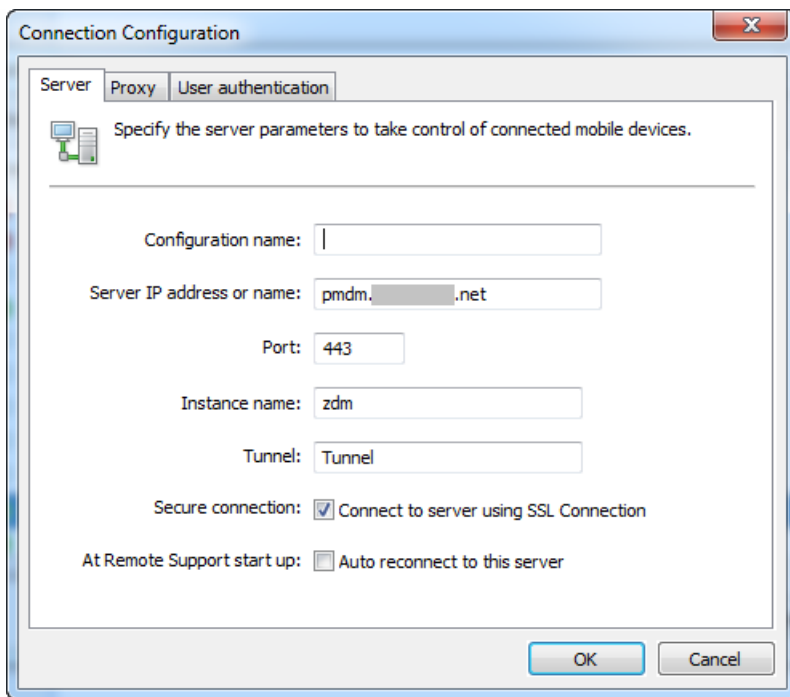 Connection Configuration
Server Proxy User authentication
Specify the server parameters to take control of connected mobile devices.
Configuration name:
Server IP address or name: pmdm. .net
Port: 443
Instance name: zdm
Tunnel: Tunnel
Secure connection: Connect to server using SSL Connection
At Remote Support start up: Auto reconnect to this server
OK Cancel